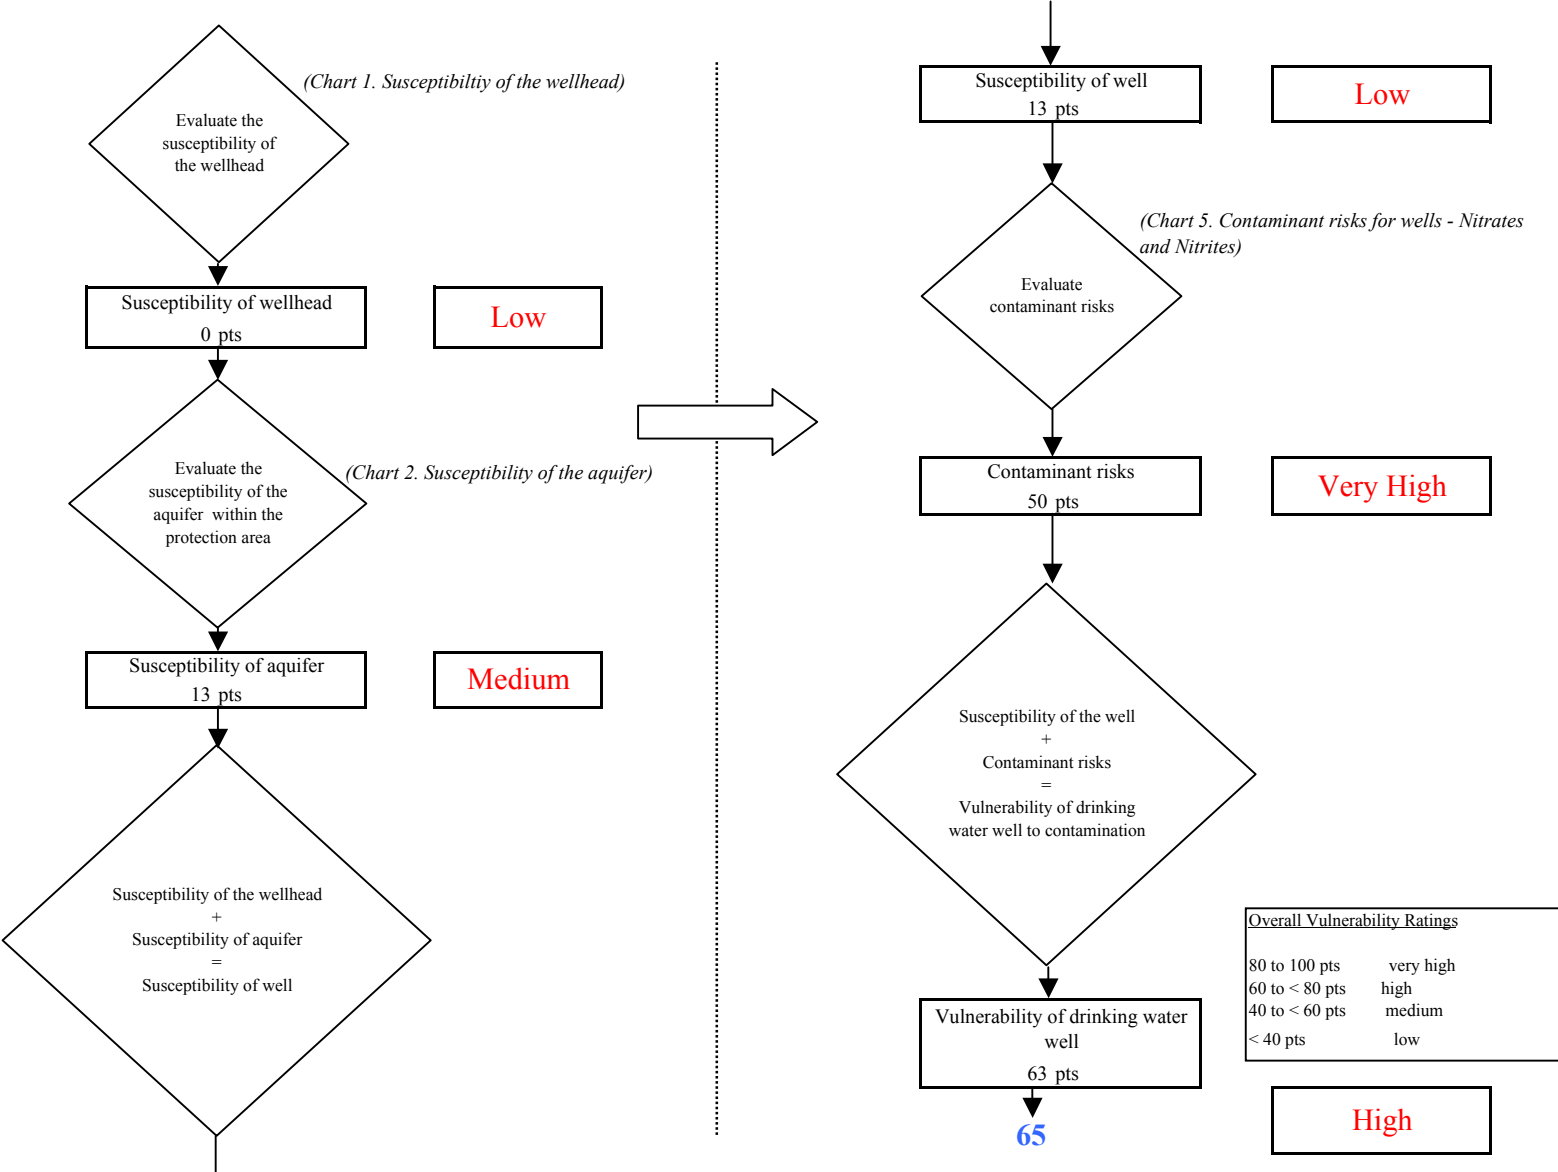 (Chart 1. Susceptibiltiy of the wellhead)
Evaluate the
susceptibility of
the wellhead
Susceptibility of wellhead
0 pts
Low
(Chart 2. Susceptibility of the aquifer)
Evaluate the
susceptibility of the
aquifer within the
protection area
Susceptibility of aquifer
13 pts
Medium
Susceptibility of the wellhead
+
Susceptibility of aquifer
=
Susceptibility of well
Susceptibility of well
13 pts
Low
(Chart 5. Contaminant risks for wells - Nitrates
and Nitrites)
Evaluate
contaminant risks
Contaminant risks
50 pts
Very High
Susceptibility of the well
+
Contaminant risks
=
Vulnerability of drinking
water well to contamination
Overall Vulnerability Ratings
80 to 100 pts very high
60 to < 80 pts high
40 to < 60 pts medium
< 40 pts low
Vulnerability of drinking water
well
63 pts
65
High